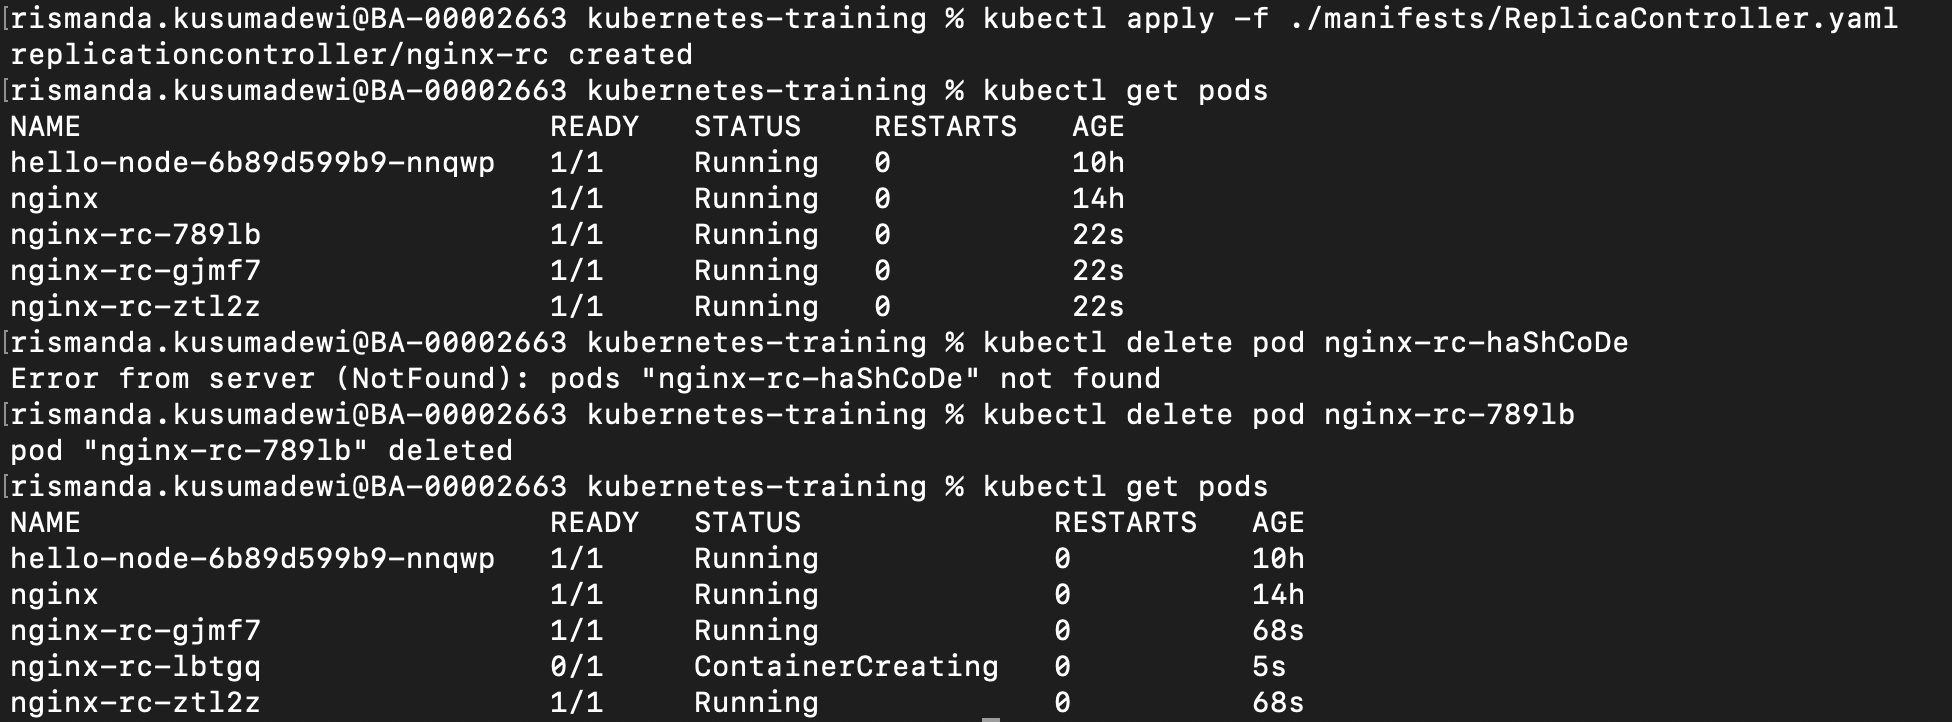 [rismanda.kusumadewi@BA-00002663 kubernetes-training % kubectl apply -f ./manifests/ReplicaController.yaml
replicationcontroller/nginx-rc created
[rismanda.kusumadewi@BA-00002663 kubernetes-training % kubectl get pods
NAME                          READY   STATUS    RESTARTS   AGE
hello-node-6b89d599b9-nnqwp   1/1     Running   0          10h
nginx                         1/1     Running   0          14h
nginx-rc-789lb                1/1     Running   0          22s
nginx-rc-gjmf7                1/1     Running   0          22s
nginx-rc-ztl2z                1/1     Running   0          22s
[rismanda.kusumadewi@BA-00002663 kubernetes-training % kubectl delete pod nginx-rc-haShCoDe
Error from server (NotFound): pods "nginx-rc-haShCoDe" not found
[rismanda.kusumadewi@BA-00002663 kubernetes-training % kubectl delete pod nginx-rc-789lb
pod "nginx-rc-789lb" deleted
[rismanda.kusumadewi@BA-00002663 kubernetes-training % kubectl get pods
NAME                          READY   STATUS              RESTARTS   AGE
hello-node-6b89d599b9-nnqwp   1/1     Running             0          10h
nginx                         1/1     Running             0          14h
nginx-rc-gjmf7                1/1     Running             0          68s
nginx-rc-lbtgq                0/1     ContainerCreating   0          5s
nginx-rc-ztl2z                1/1     Running             0          68s